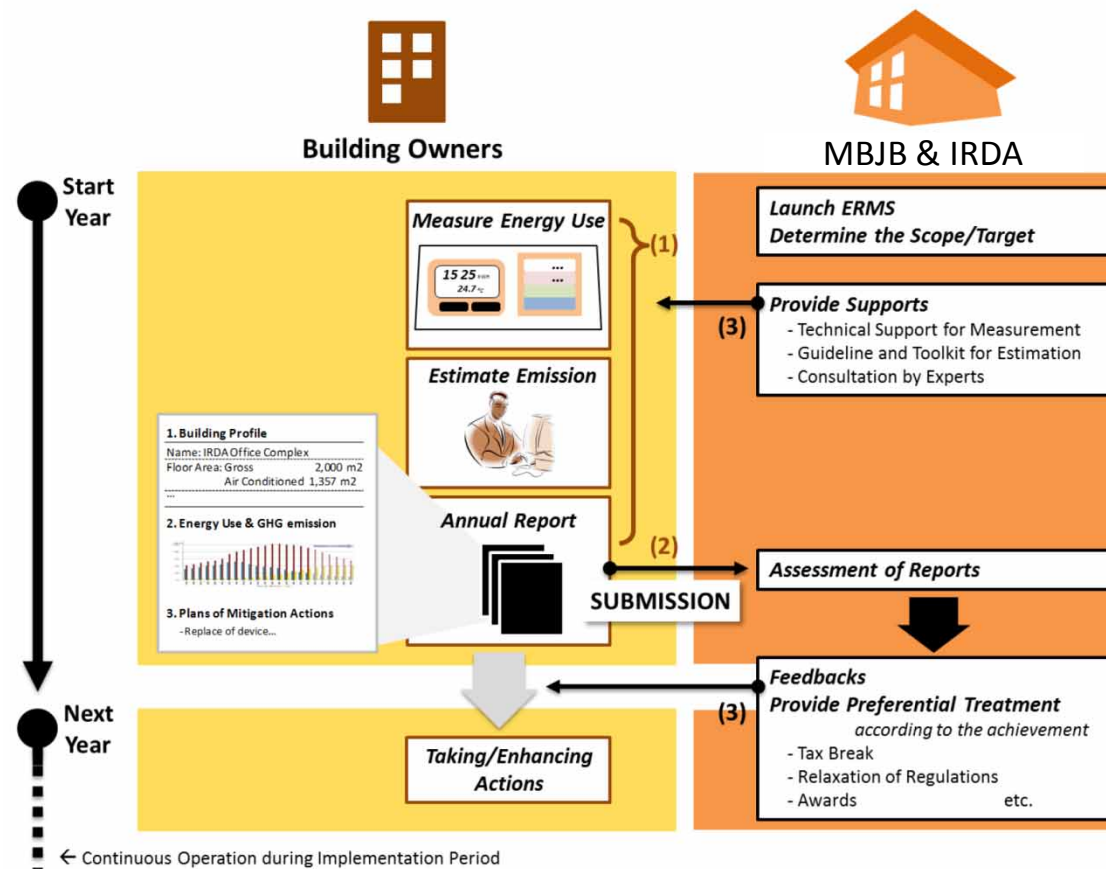 Building Owners
MBJB & IRDA
Start
Year
Measure Energy Use
15 25
24.7 °C
...
...
(1)
Launch ERMS
Determine the Scope/Target
Provide Supports
- Technical Support for Measurement
- Guideline and Toolkit for Estimation
- Consultation by Experts
(3)
Estimate Emission
1. Building Profile
Name: IRDA Office Complex
Floor Area: Gross 2,000 m2
Air Conditioned 1,357 m2
...
2. Energy Use & GHG emission
3. Plans of Mitigation Actions
- Replace of device...
Annual Report
(2)
SUBMISSION
Assessment of Reports
Feedbacks
Provide Preferential Treatment
according to the achievement
- Tax Break
- Relaxation of Regulations
- Awards etc.
(3)
Next
Year
Taking/Enhancing
Actions
← Continuous Operation during Implementation Period